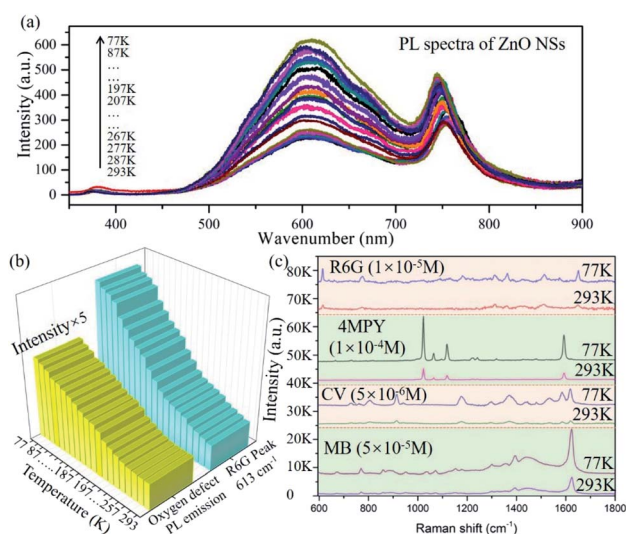 (a)
PL spectra of ZnO NSs
600
500
400
300
200
100
0
Intensity (a.u.)
77K
87K
...
...
197K
207K
...
...
267K
277K
287K
293K
400 500 600 700 800 900
Wavenumber (nm)
(b)
Intensity×5
77
87
.....
187
197
...
257
293
Temperature (K)
Oxygen defect
PL emission
R6G Peak
613 cm⁻¹
(c)
80K
70K
60K
50K
40K
30K
20K
10K
0
Intensity (a.u.)
R6G (1×10⁻⁵M) 77K
293K
4MPY
(1×10⁻⁴M) 77K
293K
CV (5×10⁻⁶M) 77K
293K
MB (5×10⁻⁵M) 77K
293K
600 800 1000 1200 1400 1600 1800
Raman shift (cm⁻¹)